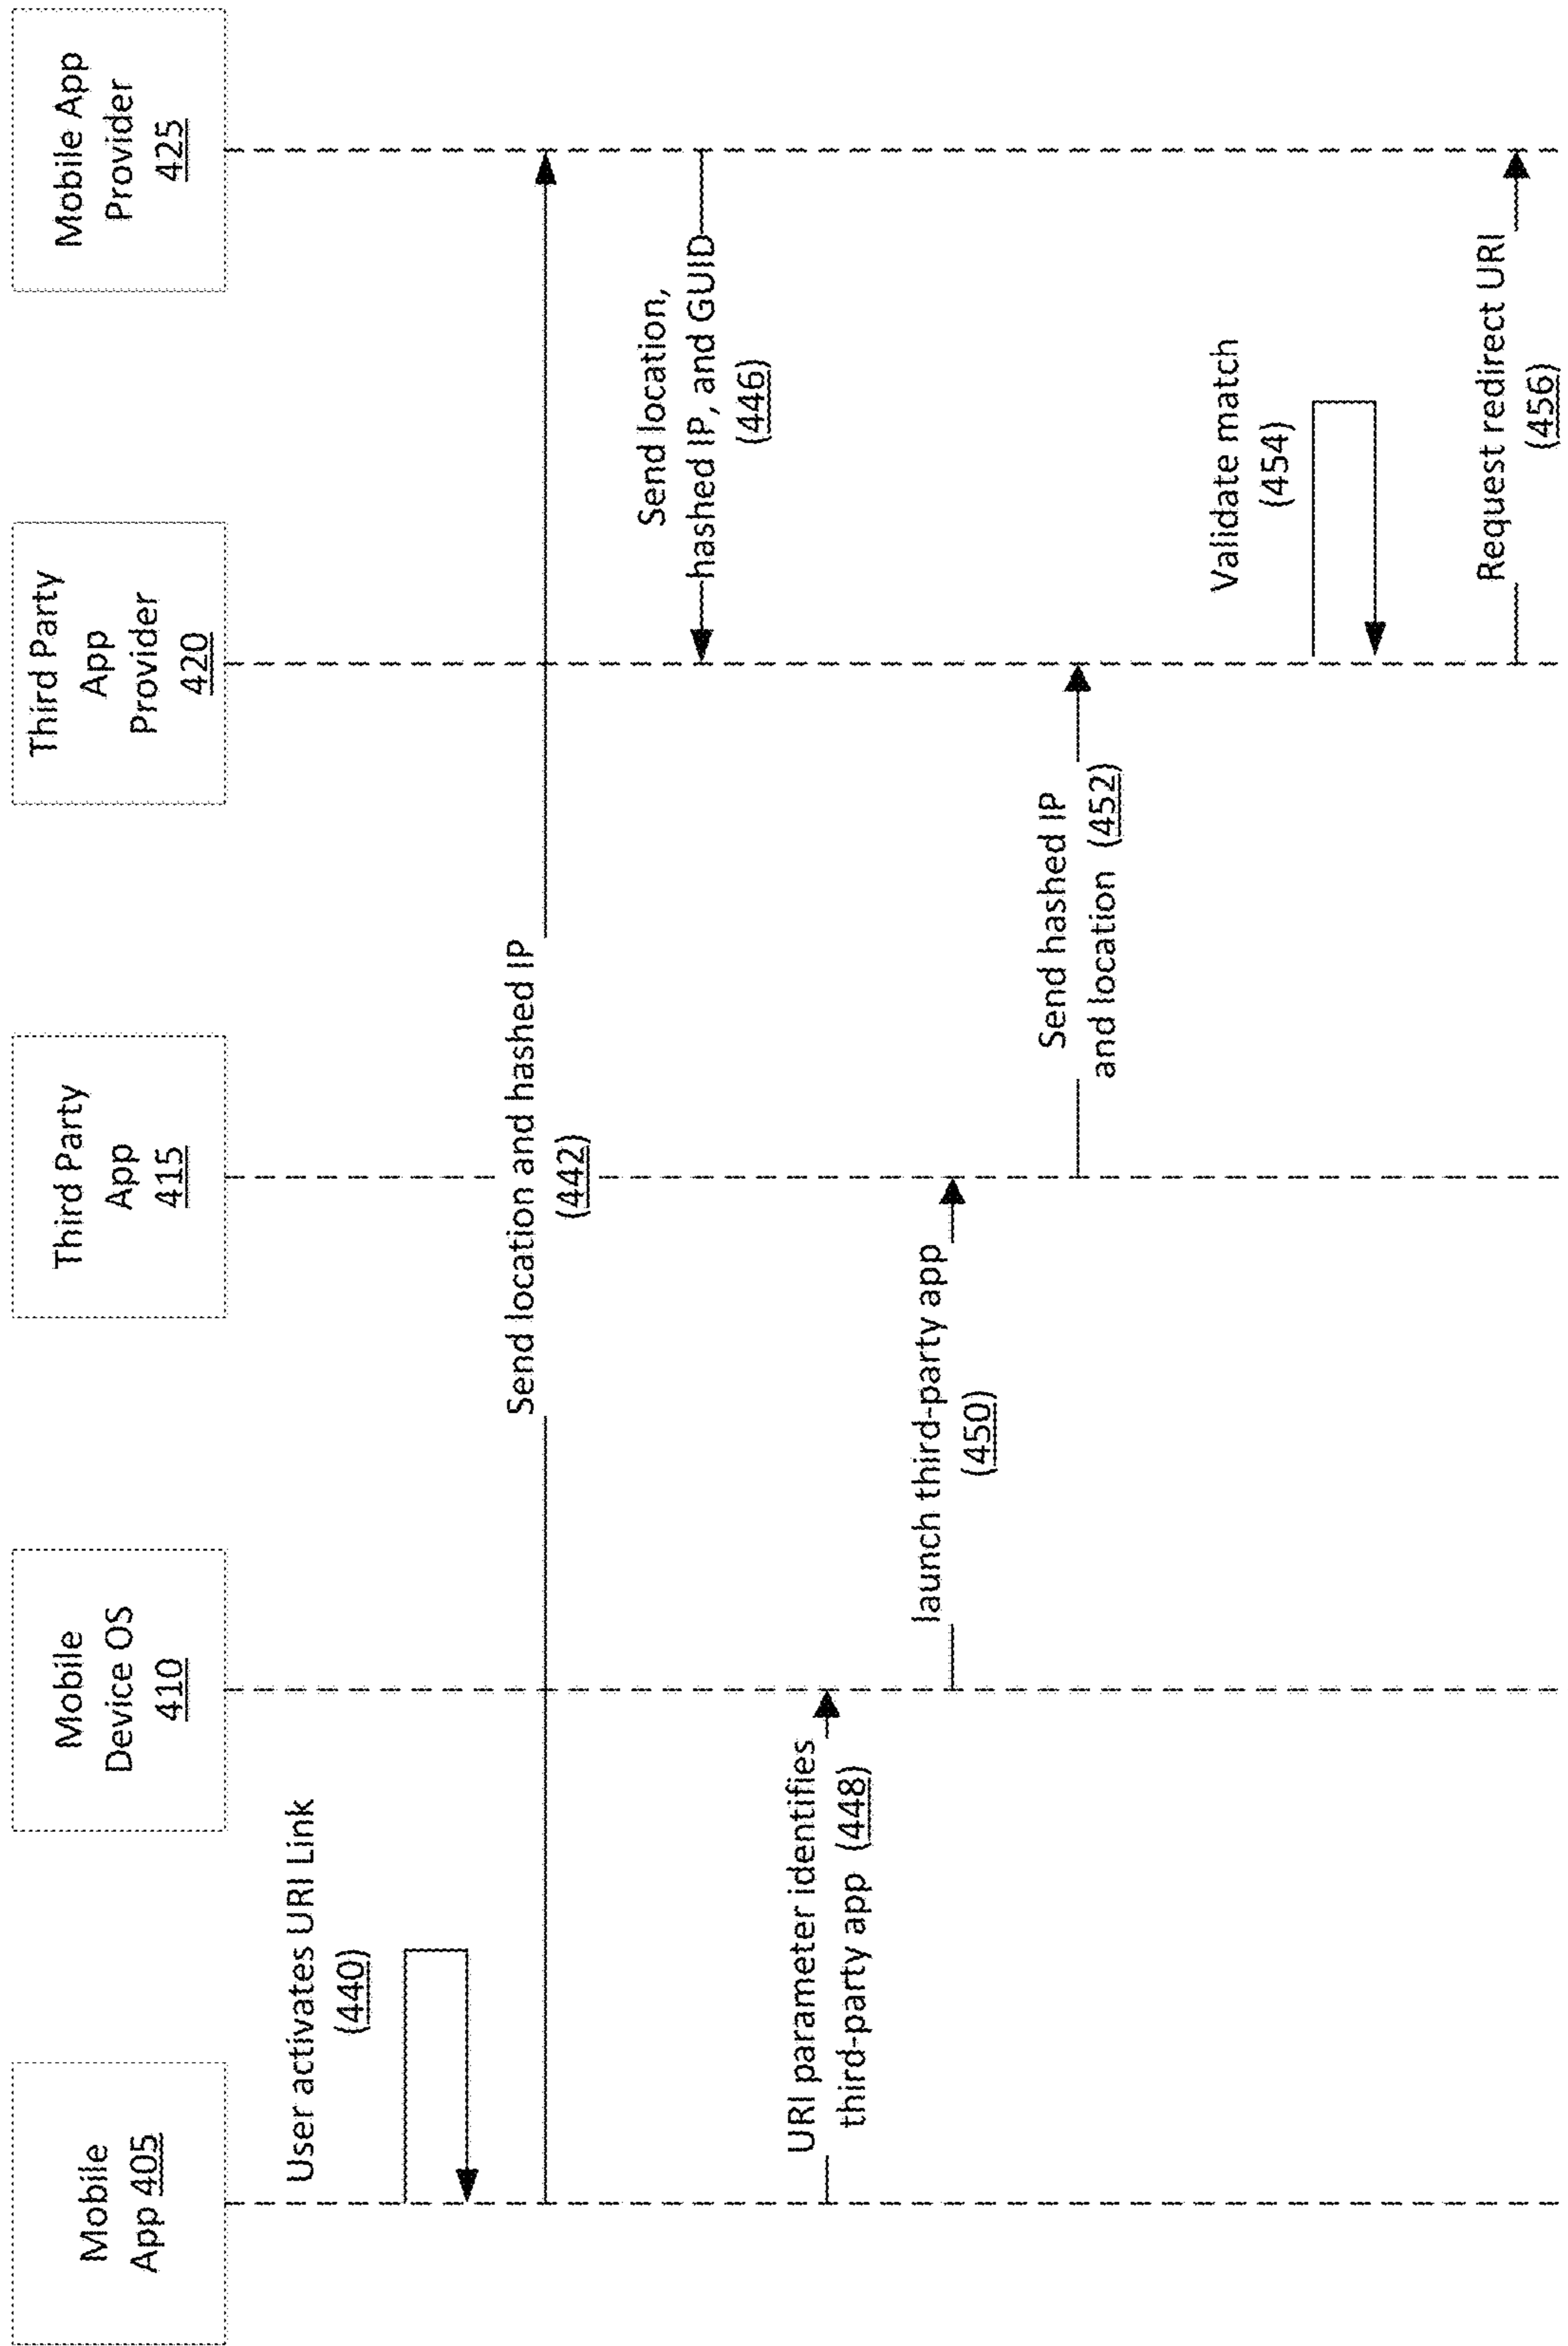 Mobile
App 405
Mobile
Device OS
410
Third Party
App
415
Third Party
App
Provider
420
Mobile App
Provider
425
User activates URI Link
(440)
Send location and hashed IP
(442)
Send location,
hashed IP, and GUID
(446)
URI parameter identifies
third-party app (448)
launch third-party app
(450)
Send hashed IP
and location (452)
Validate match
(454)
Request redirect URI
(456)